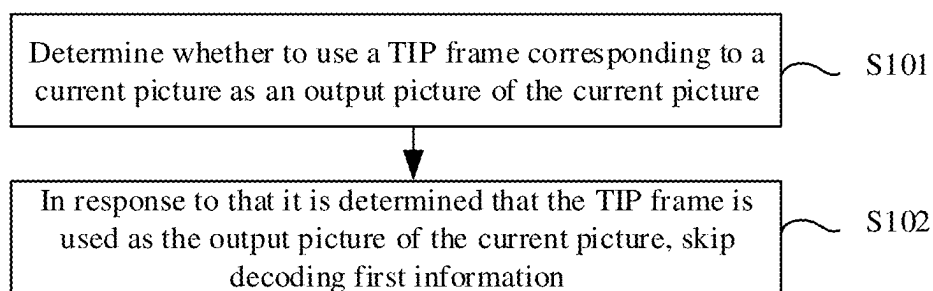 Determine whether to use a TIP frame corresponding to a
current picture as an output picture of the current picture
S101
In response to that it is determined that the TIP frame is
used as the output picture of the current picture, skip
decoding first information
S102